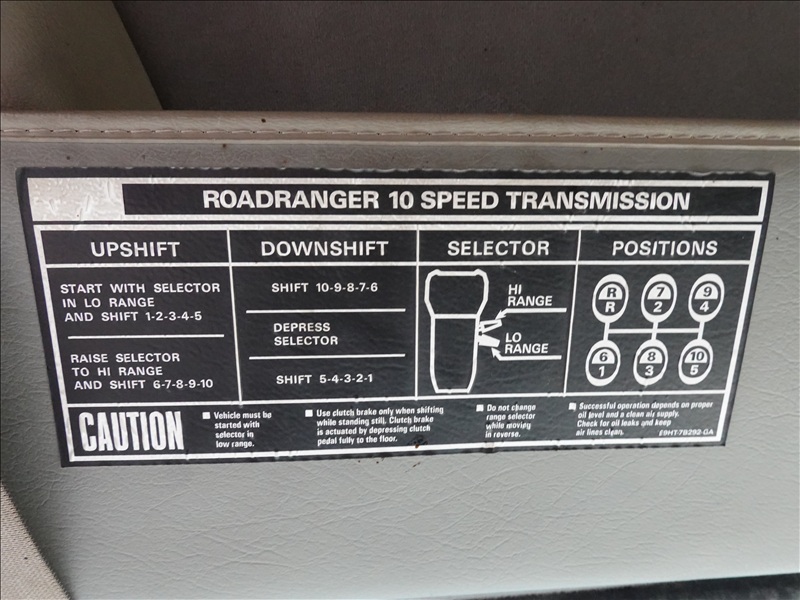 ROADRANGER 10 SPEED TRANSMISSION
UPSHIFT
START WITH SELECTOR
IN LO RANGE
AND SHIFT 1-2-3-4-5
RAISE SELECTOR
TO HI RANGE
AND SHIFT 6-7-8-9-10
DOWNSHIFT
SHIFT 10-9-8-7-6
DEPRESS
SELECTOR
SHIFT 5-4-3-2-1
SELECTOR
HI
RANGE
LO
RANGE
POSITIONS
R 7 9
R 2 4
6 8 10
1 3 5
CAUTION
■ Vehicle must be
started with
selector in
low range.
■ Use clutch brake only when shifting
while standing still. Clutch brake
is actuated by depressing clutch
pedal fully to the floor.
■ Do not change
range selector
while moving
in reverse.
■ Successful operation depends on proper
oil level and a clean air supply.
Check for oil leaks and keep
air lines clean.
E9HT-7B292-GA